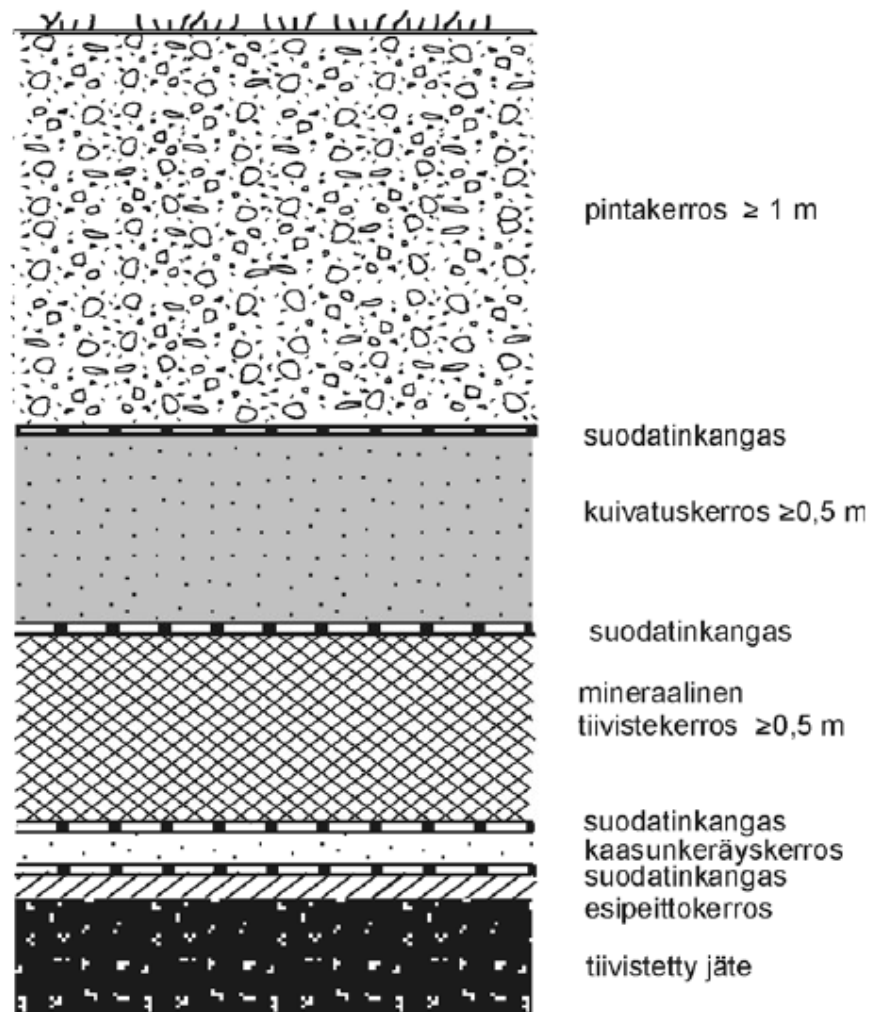 pintakerros ≥ 1 m
suodatinkangas
kuivatuskerros ≥0,5 m
suodatinkangas
mineraalinen
tiivistekerros ≥0,5 m
suodatinkangas
kaasunkeräyskerros
suodatinkangas
esipeittokerros
tiivistetty jäte